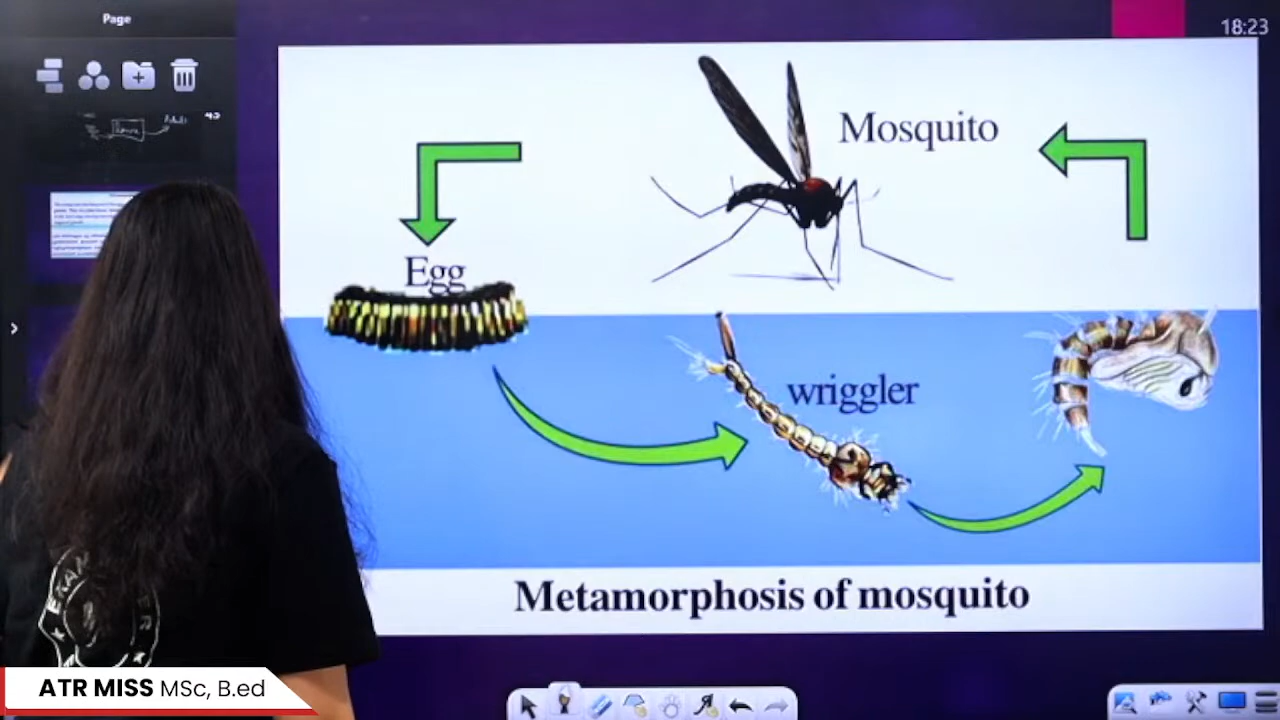 Page
18:23
Mosquito
Egg
wriggler
Metamorphosis of mosquito
ATR MISS MSc, B.ed